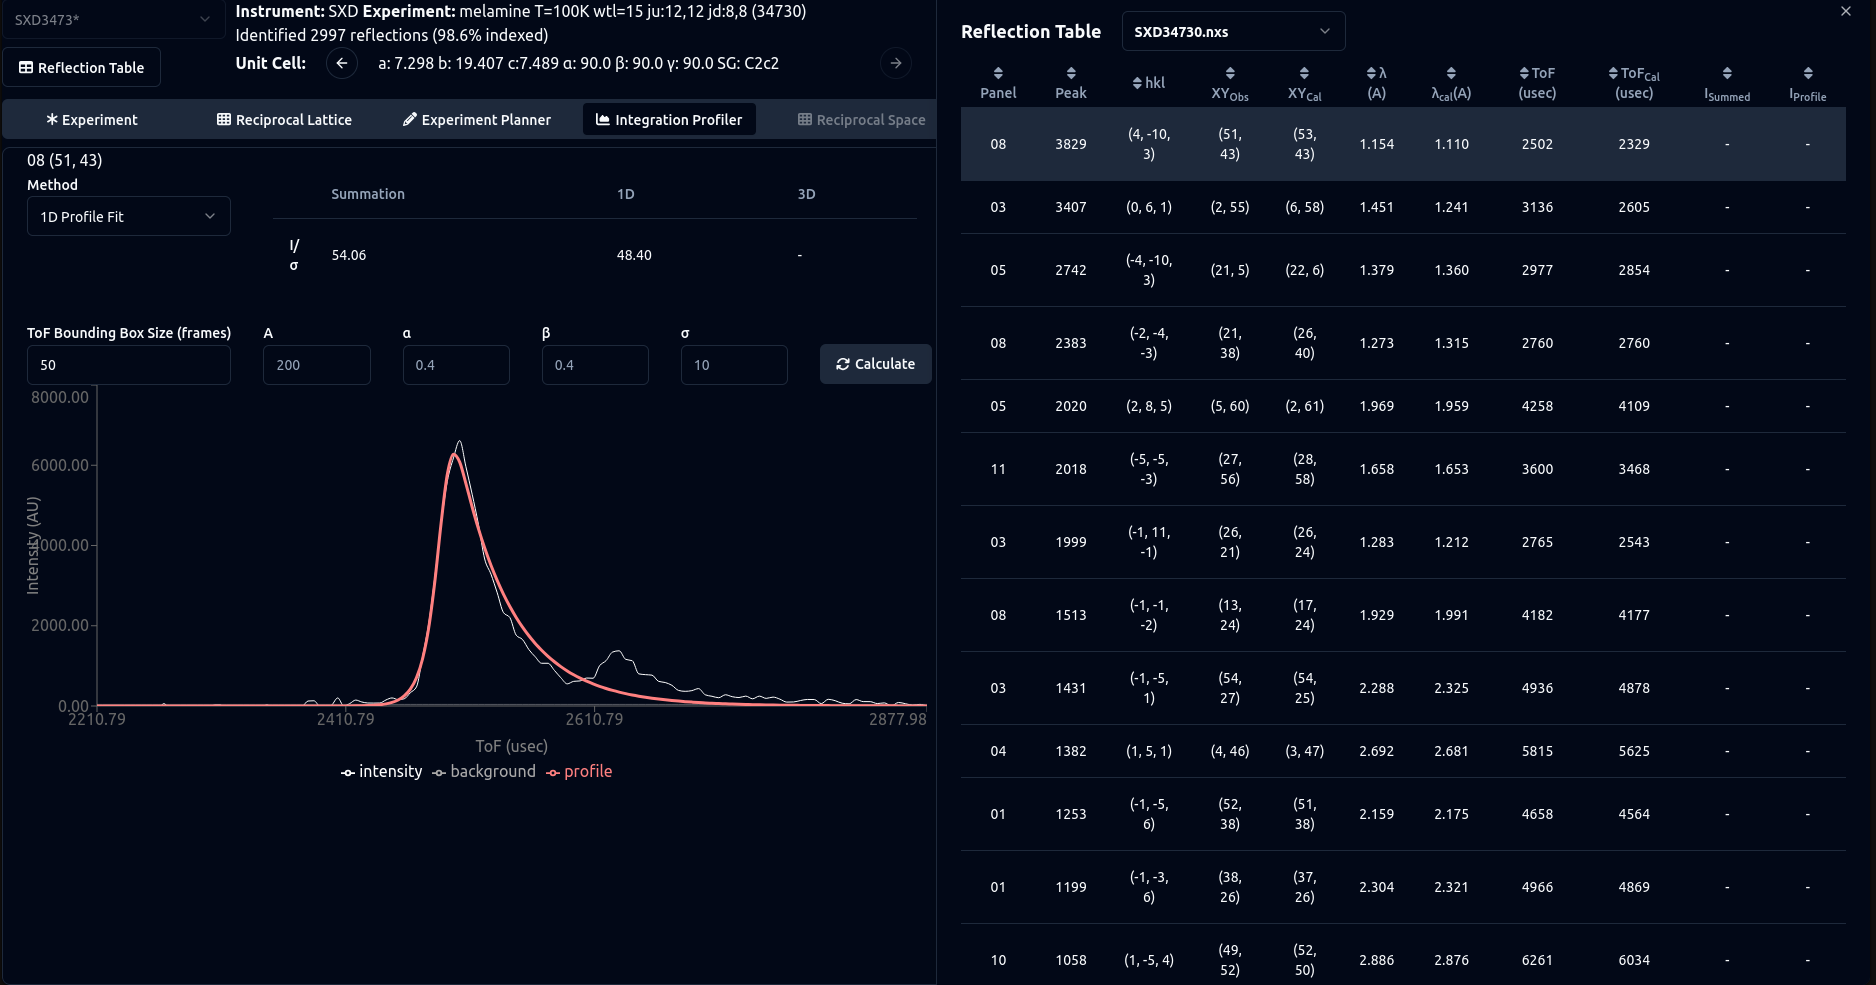 SXD3473*
Instrument: SXD Experiment: melamine T=100K wtl=15 ju:12,12 jd:8,8 (34730)
Identified 2997 reflections (98.6% indexed)
Reflection Table
Unit Cell: a: 7.298 b: 19.407 c:7.489 α: 90.0 β: 90.0 γ: 90.0 SG: C2c2
Experiment
Reciprocal Lattice
Experiment Planner
Integration Profiler
Reciprocal Space
08 (51, 43)
Method
1D Profile Fit
Summation 1D 3D
I/
σ
54.06 48.40 -
ToF Bounding Box Size (frames) A α β σ
50 200 0.4 0.4 10
Calculate
8000.00
6000.00
4000.00
2000.00
0.00
Intensity (AU)
2210.79 2410.79 2610.79 2877.98
ToF (usec)
intensity background profile
Reflection Table SXD34730.nxs
Panel
Peak
hkl
XYObs
XYCal
λ
(A)
λcal(A)
ToF
(usec)
ToFCal
(usec)
ISummed
IProfile
08 3829 (4, -10, 3) (51, 43) (53, 43) 1.154 1.110 2502 2329 - -
03 3407 (0, 6, 1) (2, 55) (6, 58) 1.451 1.241 3136 2605 - -
05 2742 (-4, -10, 3) (21, 5) (22, 6) 1.379 1.360 2977 2854 - -
08 2383 (-2, -4, -3) (21, 38) (26, 40) 1.273 1.315 2760 2760 - -
05 2020 (2, 8, 5) (5, 60) (2, 61) 1.969 1.959 4258 4109 - -
11 2018 (-5, -5, -3) (27, 56) (28, 58) 1.658 1.653 3600 3468 - -
03 1999 (-1, 11, -1) (26, 21) (26, 24) 1.283 1.212 2765 2543 - -
08 1513 (-1, -1, -2) (13, 24) (17, 24) 1.929 1.991 4182 4177 - -
03 1431 (-1, -5, 1) (54, 27) (54, 25) 2.288 2.325 4936 4878 - -
04 1382 (1, 5, 1) (4, 46) (3, 47) 2.692 2.681 5815 5625 - -
01 1253 (-1, -5, 6) (52, 38) (51, 38) 2.159 2.175 4658 4564 - -
01 1199 (-1, -3, 6) (38, 26) (37, 26) 2.304 2.321 4966 4869 - -
10 1058 (1, -5, 4) (49, 52) (52, 50) 2.886 2.876 6261 6034 - -